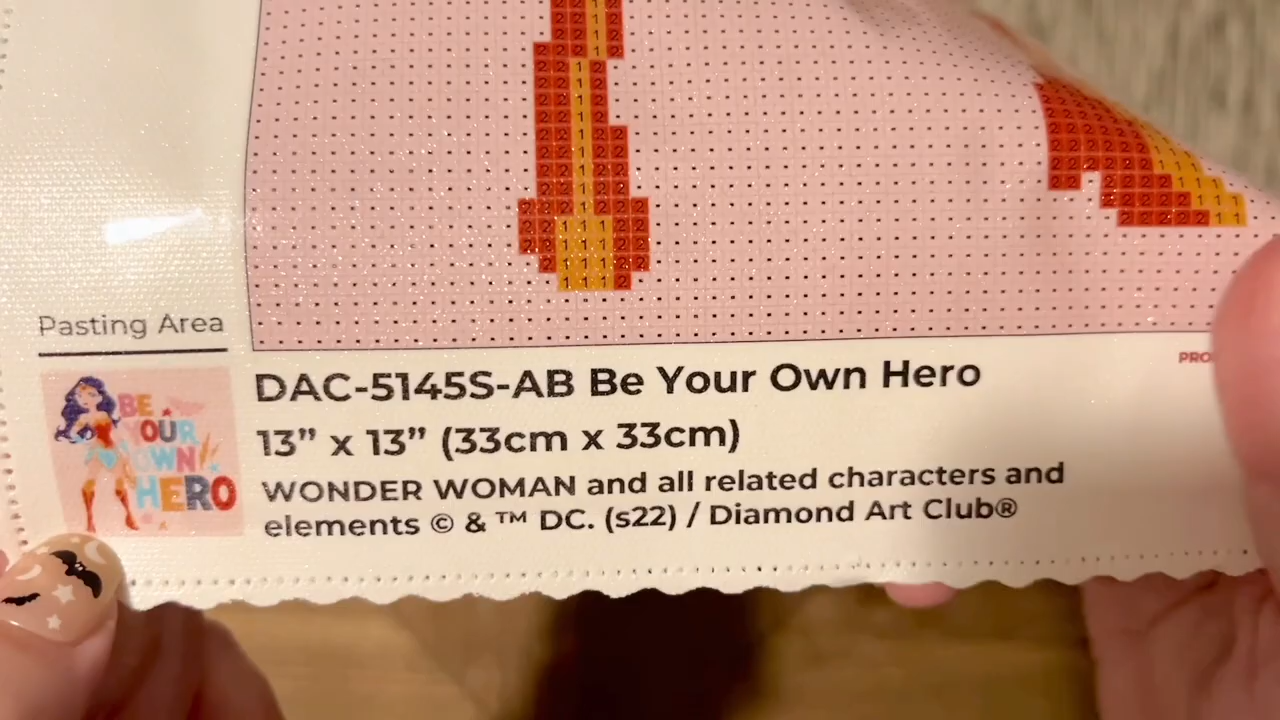 Pasting Area
BE
YOUR
OWN
HERO
DAC-5145S-AB Be Your Own Hero
13” x 13” (33cm x 33cm)
WONDER WOMAN and all related characters and
elements © & ™ DC. (s22) / Diamond Art Club®